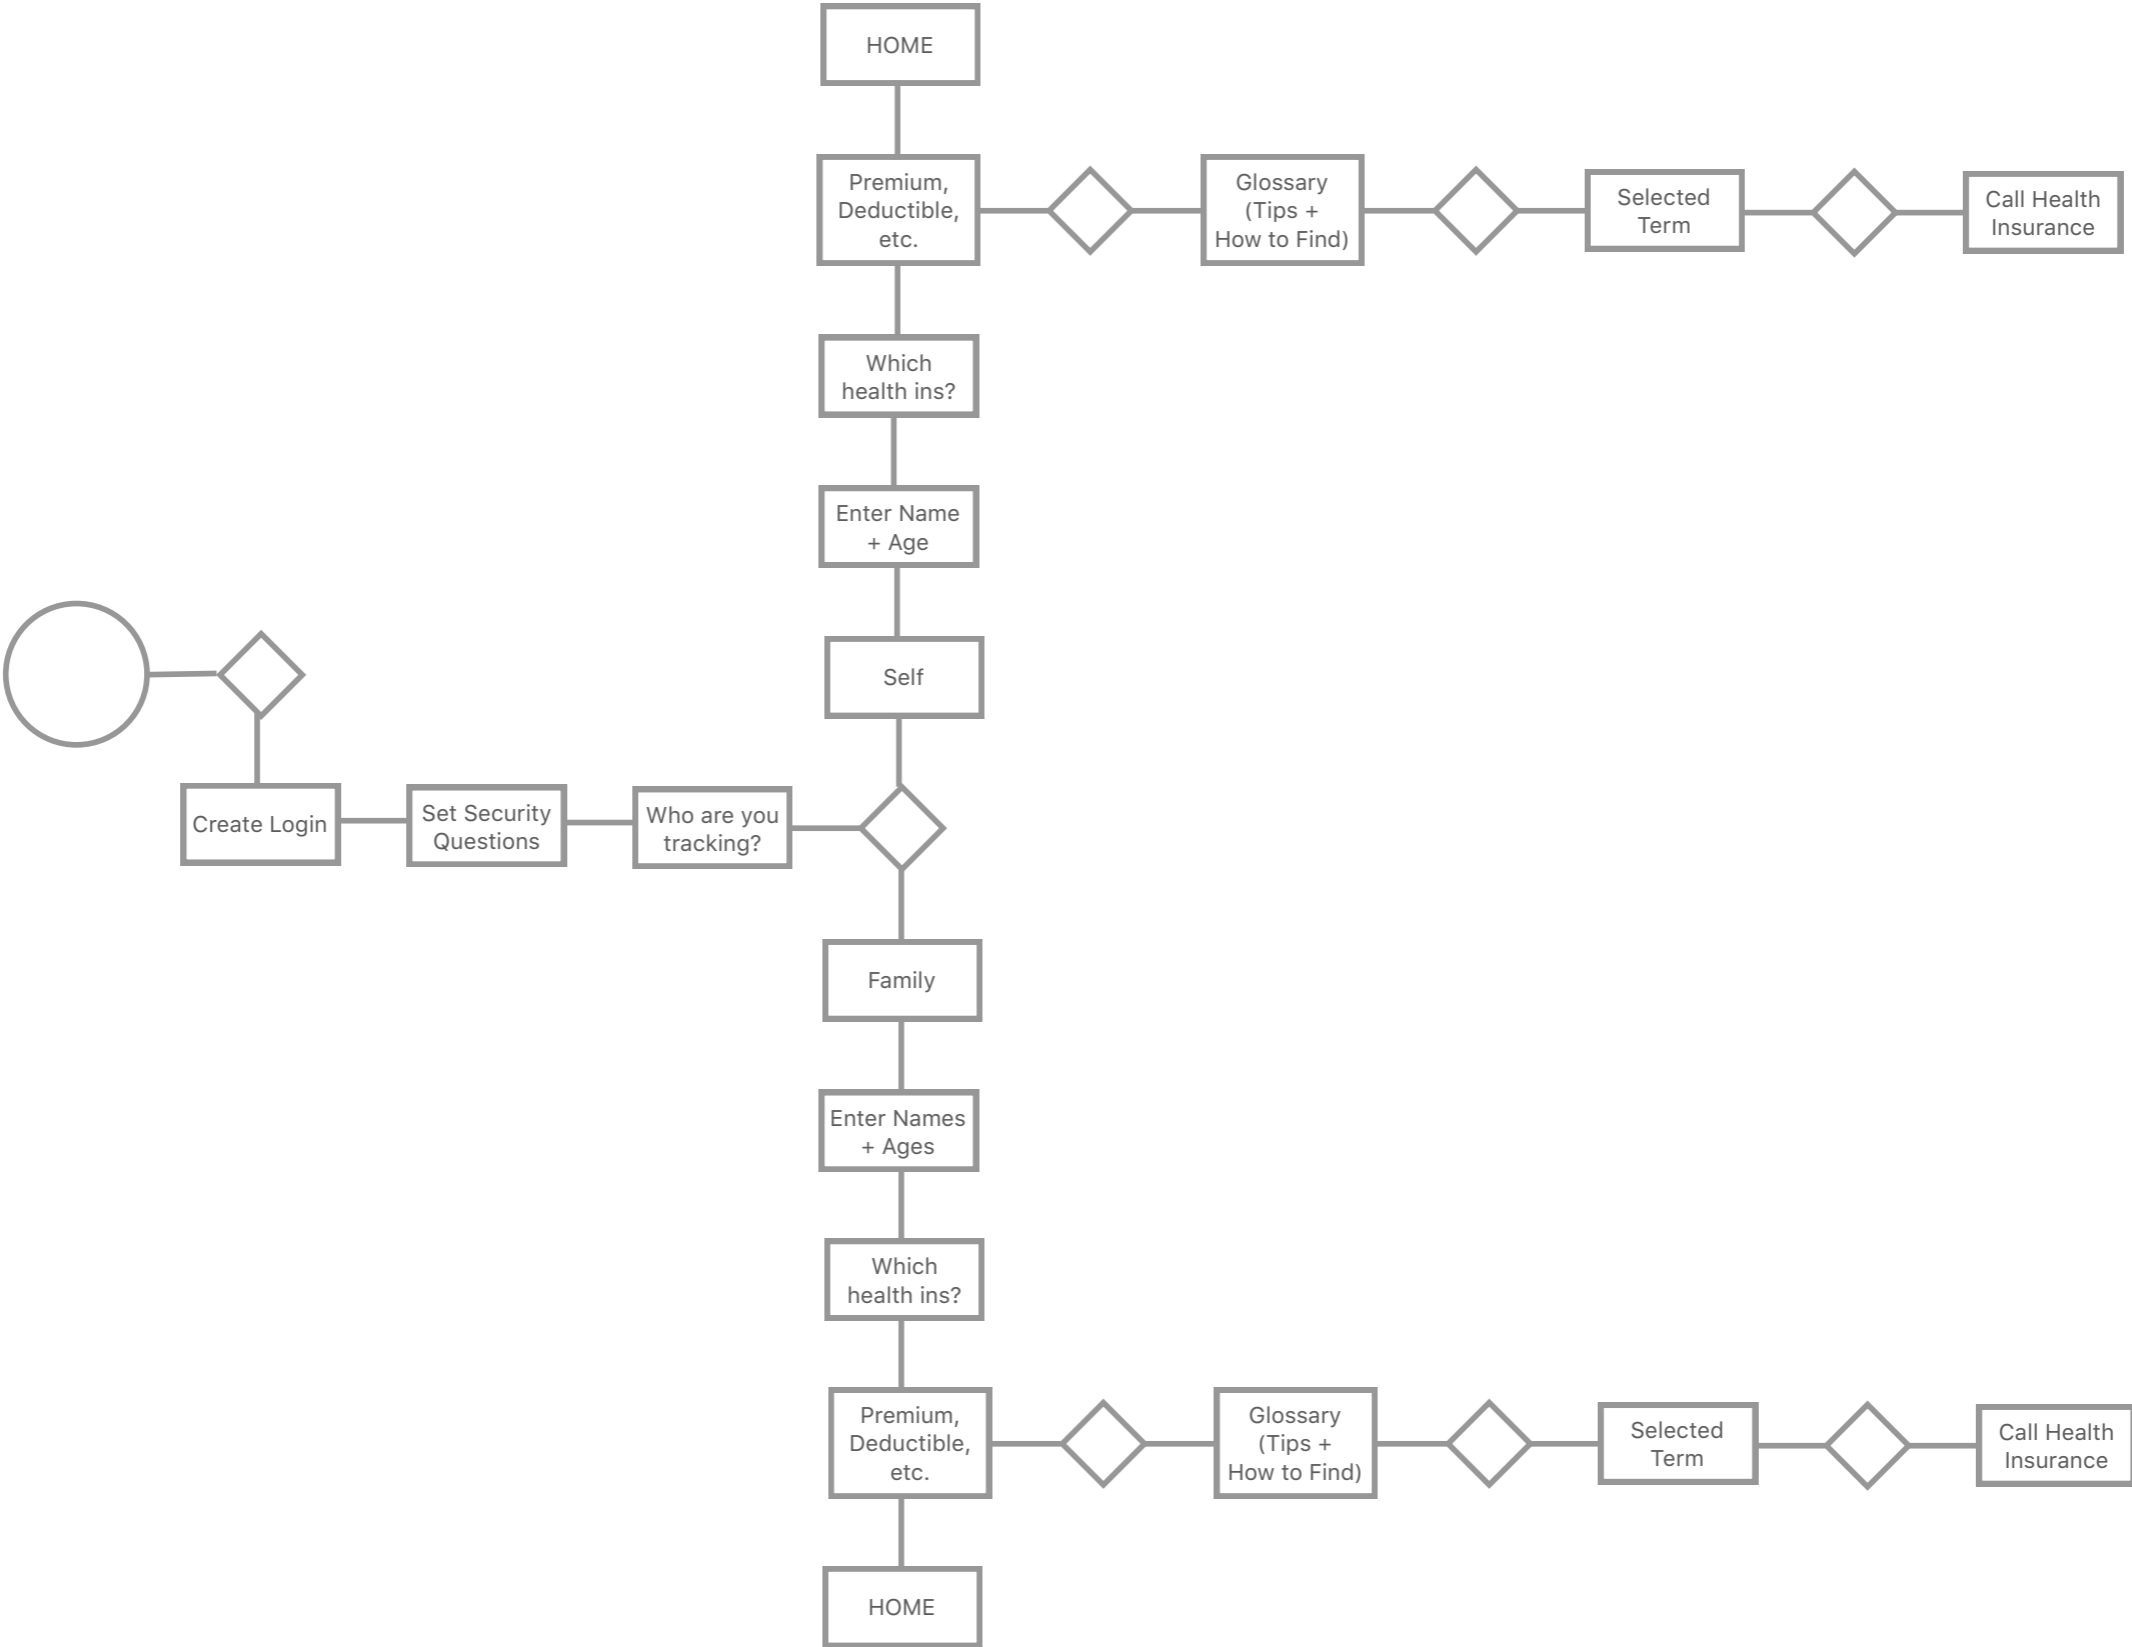 HOME
Premium,
Deductible,
etc.
Glossary
(Tips +
How to Find)
Selected
Term
Call Health
Insurance
Which
health ins?
Enter Name
+ Age
Self
Create Login
Set Security
Questions
Who are you
tracking?
Family
Enter Names
+ Ages
Which
health ins?
Premium,
Deductible,
etc.
Glossary
(Tips +
How to Find)
Selected
Term
Call Health
Insurance
HOME